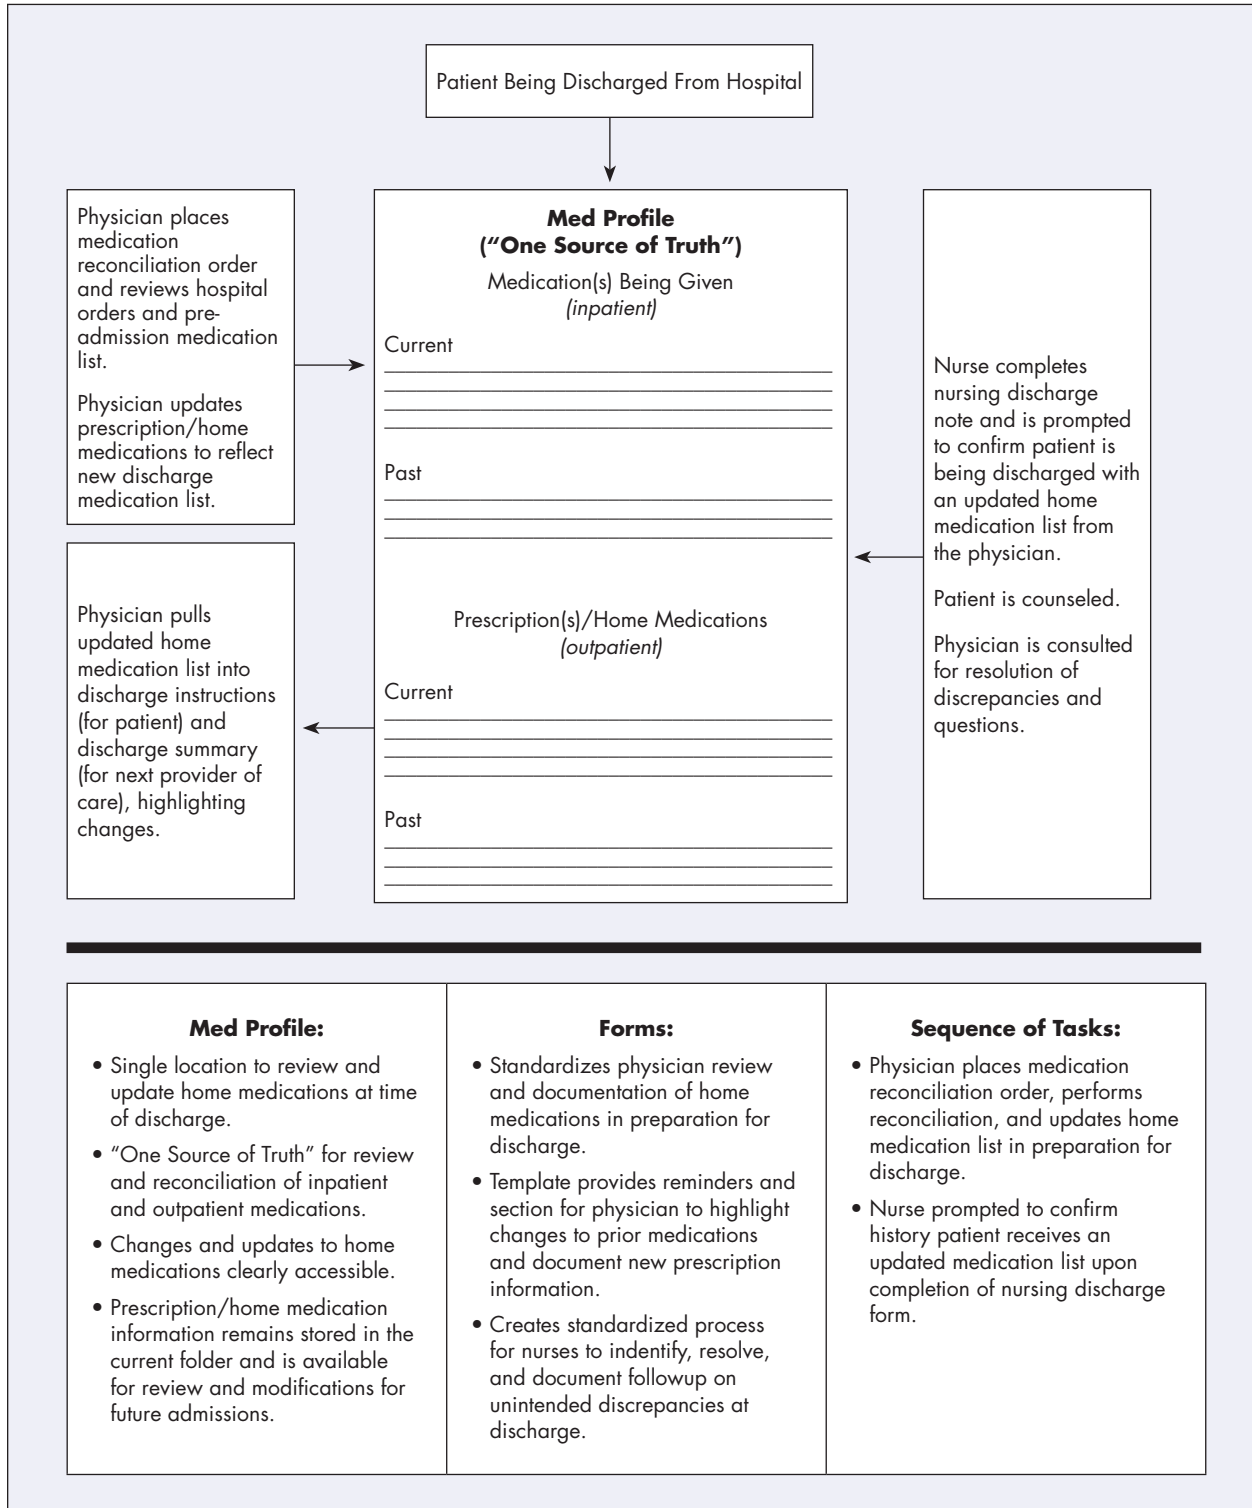 Patient Being Discharged From Hospital
Physician places
medication
reconciliation order
and reviews hospital
orders and pre-
admission medication
list.
Physician updates
prescription/home
medications to reflect
new discharge
medication list.
Physician pulls
updated home
medication list into
discharge instructions
(for patient) and
discharge summary
(for next provider of
care), highlighting
changes.
Med Profile
(“One Source of Truth”)
Medication(s) Being Given
(inpatient)
Current
Past
Prescription(s)/Home Medications
(outpatient)
Current
Past
Nurse completes
nursing discharge
note and is prompted
to confirm patient is
being discharged with
an updated home
medication list from
the physician.
Patient is counseled.
Physician is consulted
for resolution of
discrepancies and
questions.
Med Profile:
• Single location to review and
update home medications at time
of discharge.
• “One Source of Truth” for review
and reconciliation of inpatient
and outpatient medications.
• Changes and updates to home
medications clearly accessible.
• Prescription/home medication
information remains stored in the
current folder and is available
for review and modifications for
future admissions.
Forms:
• Standardizes physician review
and documentation of home
medications in preparation for
discharge.
• Template provides reminders and
section for physician to highlight
changes to prior medications
and document new prescription
information.
• Creates standardized process
for nurses to indentify, resolve,
and document followup on
unintended discrepancies at
discharge.
Sequence of Tasks:
• Physician places medication
reconciliation order, performs
reconciliation, and updates home
medication list in preparation for
discharge.
• Nurse prompted to confirm
history patient receives an
updated medication list upon
completion of nursing discharge
form.